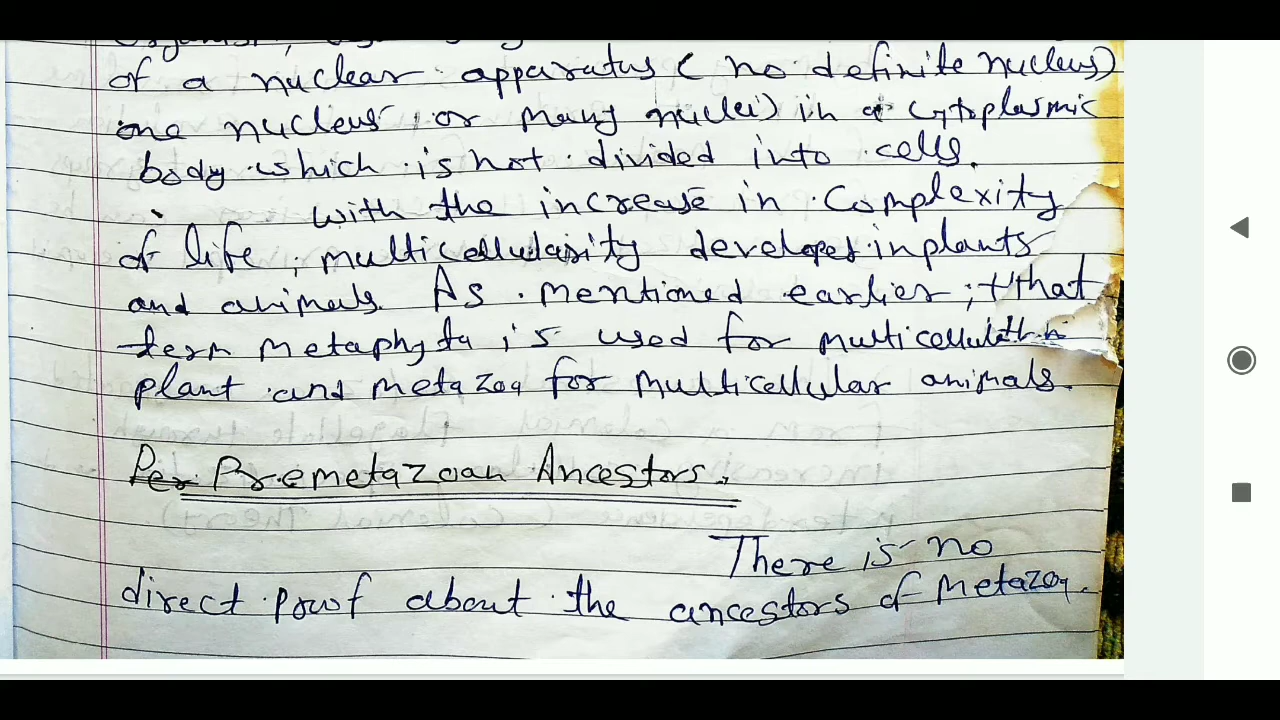 of a nuclear apparatus ( no definite nucleus)
one nucleus, or many nuclei) in a cytoplasmic
body which is not divided into cells.
with the increase in complexity
of life, multicellularity developes in plants
and animals. As mentioned earlier, that
term metaphyta is used for multicellular
plant and metazoa for multicellular animals.
Per Premetazoan Ancestors.
There is no
direct proof about the ancestors of Metazoa.